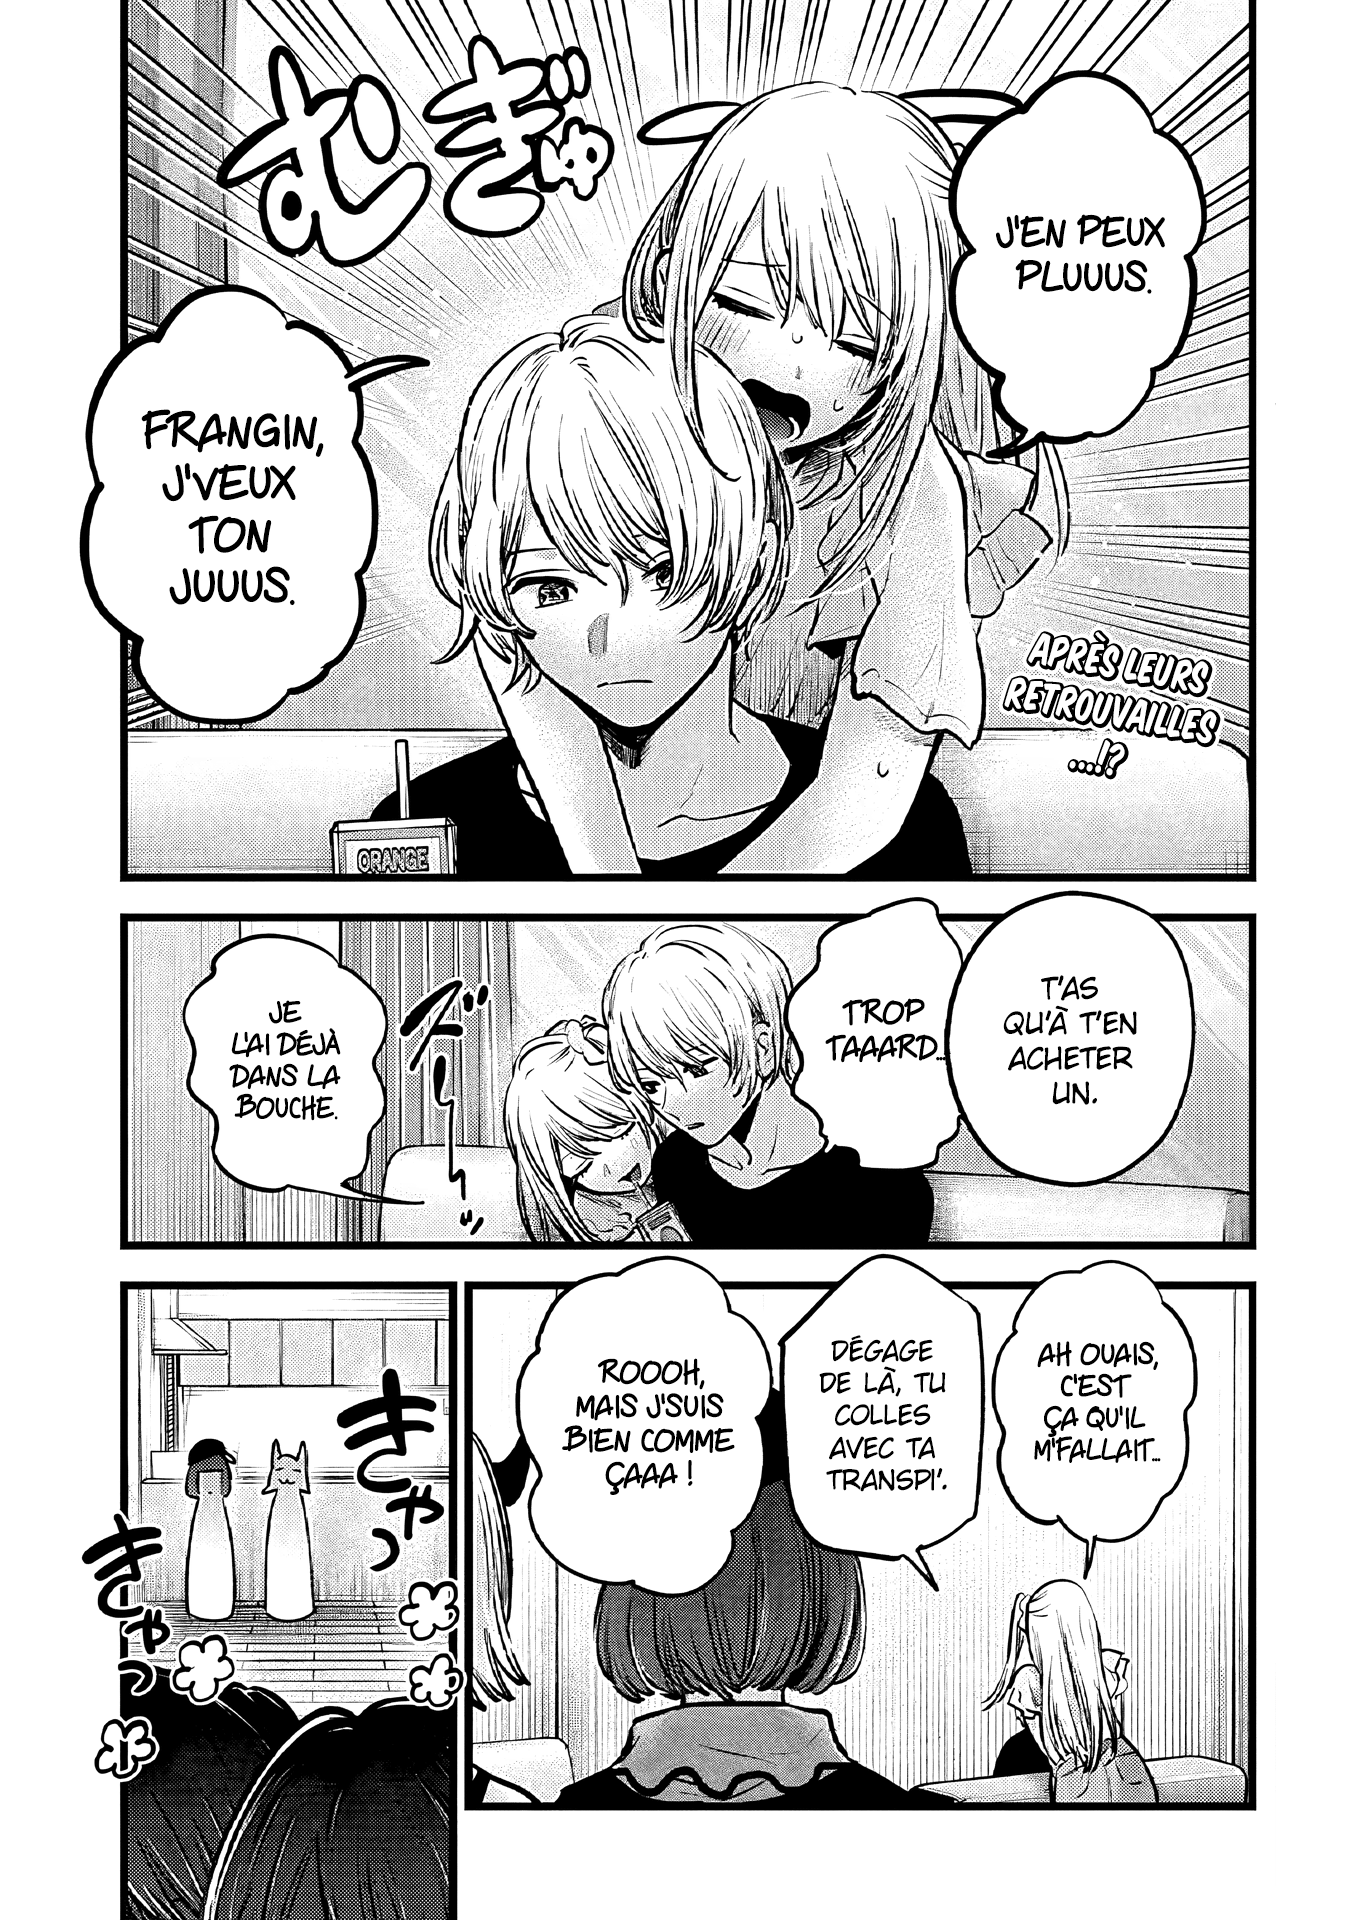 むぎゅ
J'EN PEUX
PLUUUS.
FRANGIN,
J'VEUX
TON
JUUUS.
APRÈS LEURS
RETROUVAILLES
...!?
ORANGE
T'AS
QU'À T'EN
ACHETER
UN.
TROP
TAAARD...
JE
L'AI DÉJÀ
DANS LA
BOUCHE.
AH OUAIS,
C'EST
ÇA QU'IL
M'FALLAIT...
DÉGAGE
DE LÀ, TU
COLLES
AVEC TA
TRANSPI'.
ROOOH,
MAIS J'SUIS
BIEN COMME
ÇAAA !
きゃっ
きゃっ